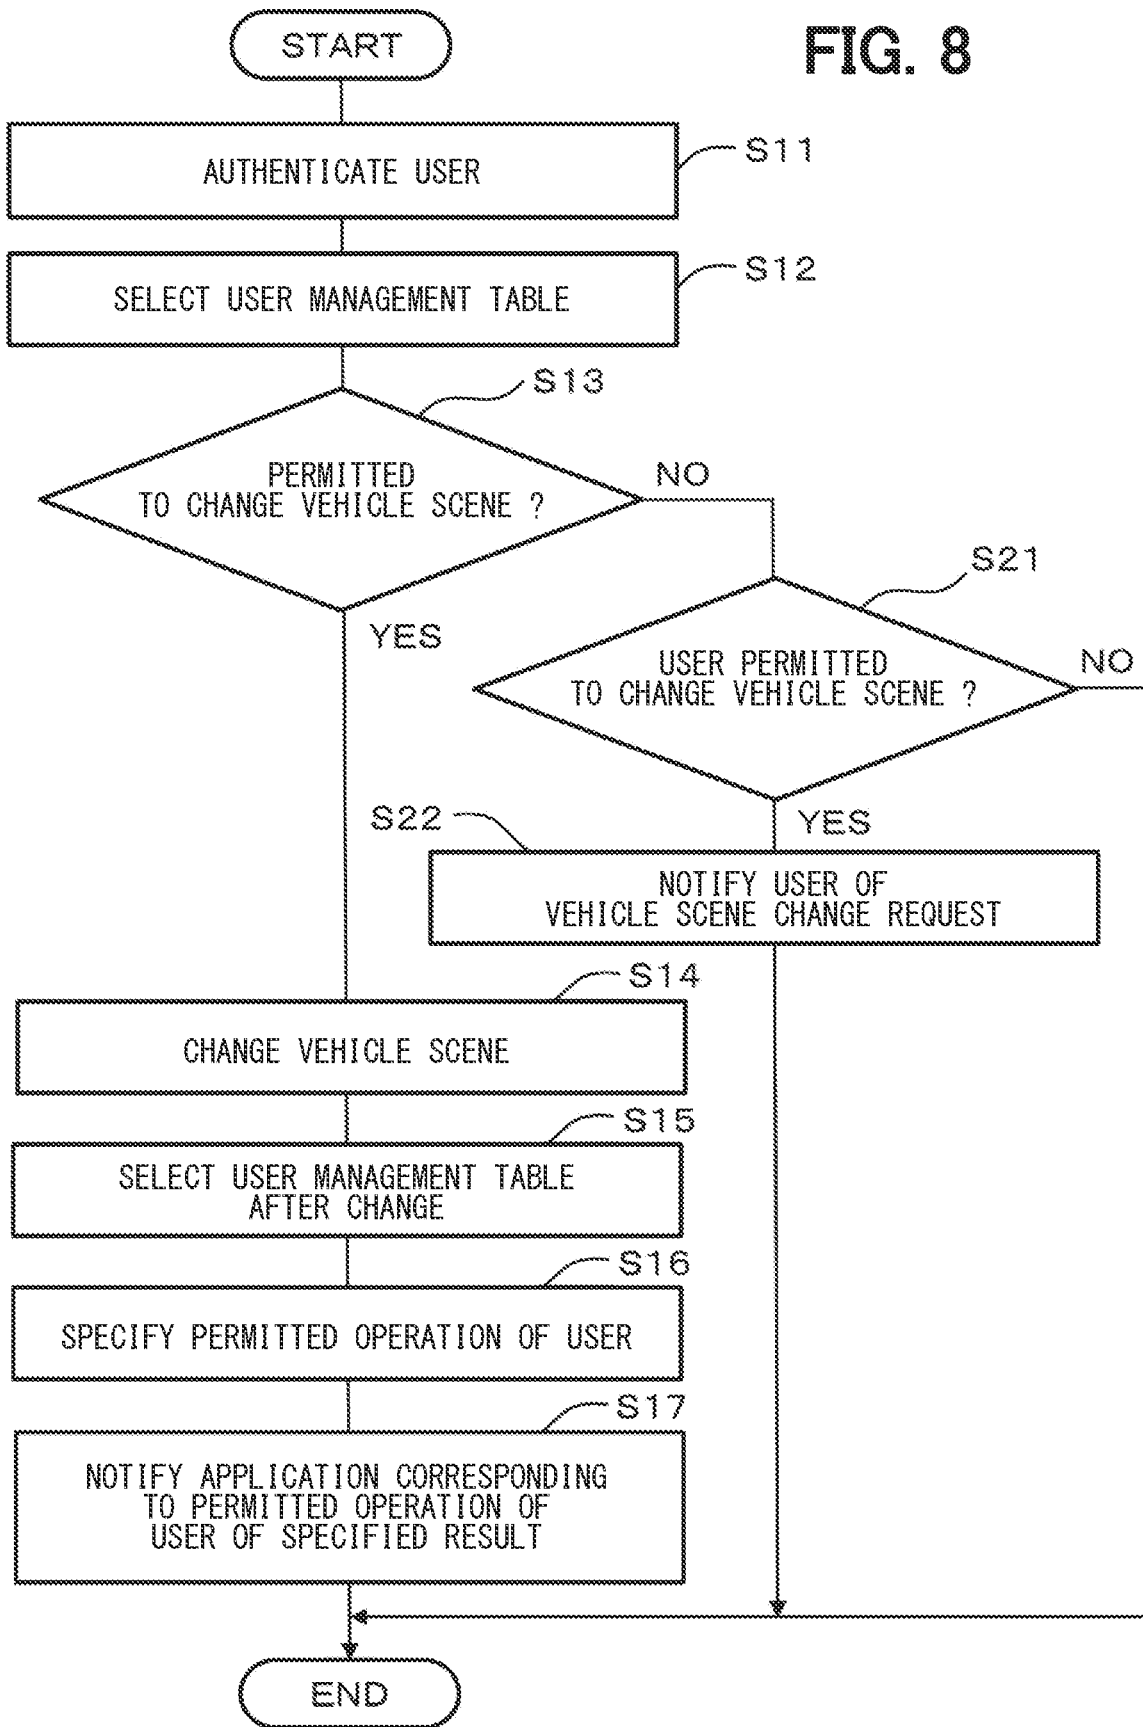 START
FIG. 8
AUTHENTICATE USER
S11
SELECT USER MANAGEMENT TABLE
S12
S13
PERMITTED
TO CHANGE VEHICLE SCENE ?
NO
YES
S21
USER PERMITTED
TO CHANGE VEHICLE SCENE ?
NO
YES
S22
NOTIFY USER OF
VEHICLE SCENE CHANGE REQUEST
S14
CHANGE VEHICLE SCENE
S15
SELECT USER MANAGEMENT TABLE
AFTER CHANGE
S16
SPECIFY PERMITTED OPERATION OF USER
S17
NOTIFY APPLICATION CORRESPONDING
TO PERMITTED OPERATION OF
USER OF SPECIFIED RESULT
END